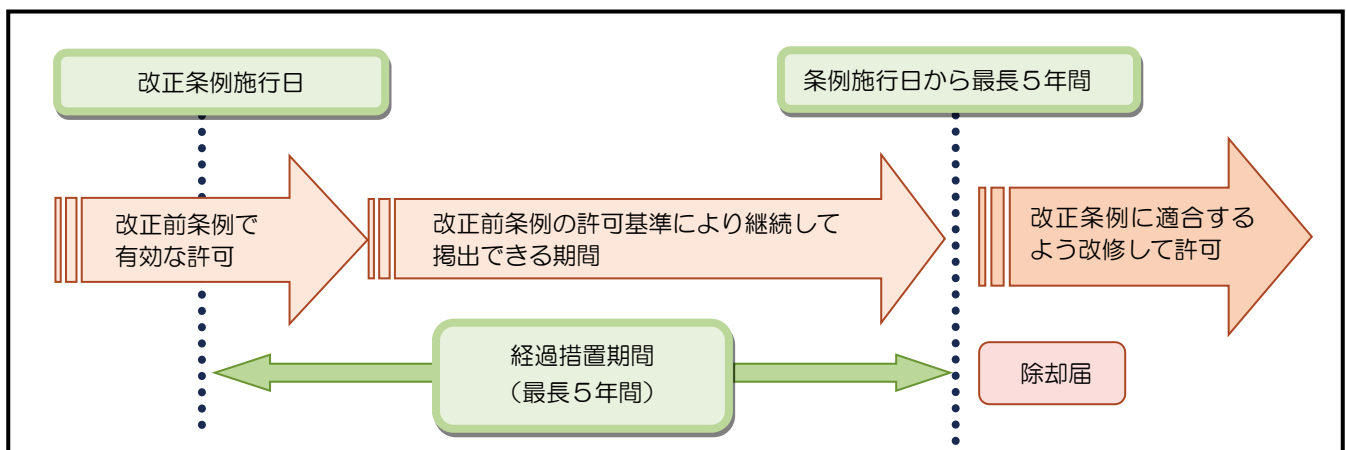 改正条例施行日
条例施行日から最長５年間
改正前条例で
有効な許可
改正前条例の許可基準により継続して
掲出できる期間
改正条例に適合する
よう改修して許可
経過措置期間
（最長５年間）
除却届